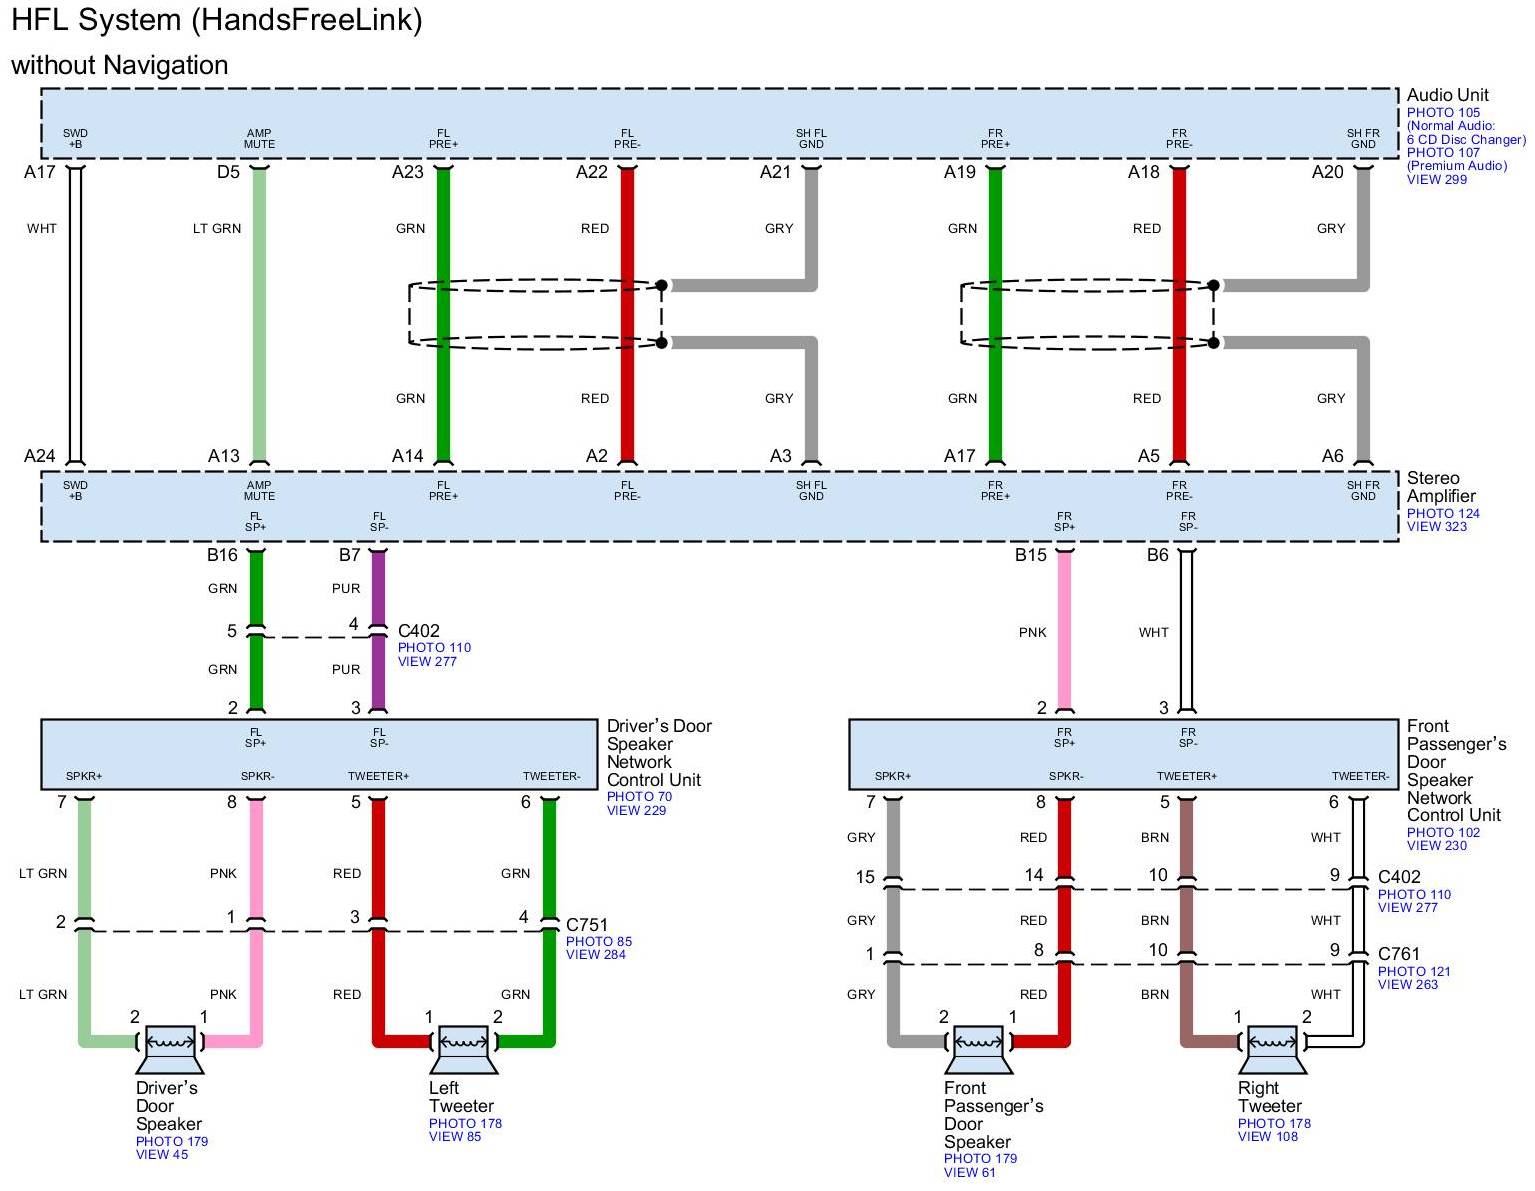 HFL System (HandsFreeLink)
without Navigation
Audio Unit
PHOTO 105
(Normal Audio:
6 CD Disc Changer)
PHOTO 107
(Premium Audio)
VIEW 299
SWD +B
AMP MUTE
FL PRE+
FL PRE-
SH FL GND
FR PRE+
FR PRE-
SH FR GND
A17 D5 A23 A22 A21 A19 A18 A20
WHT LT GRN GRN RED GRY GRN RED GRY
GRN RED GRY GRN RED GRY
A24 A13 A14 A2 A3 A17 A5 A6
SWD +B
AMP MUTE
FL PRE+
FL PRE-
SH FL GND
FR PRE+
FR PRE-
SH FR GND
Stereo
Amplifier
PHOTO 124
VIEW 323
FL SP+
FL SP-
FR SP+
FR SP-
B16 B7 B15 B6
GRN PUR
5 4 C402
PHOTO 110
VIEW 277
PNK WHT
GRN PUR
2 3 2 3
FL SP+
FL SP-
FR SP+
FR SP-
Driver's Door
Speaker
Network
Control Unit
PHOTO 70
VIEW 229
Front
Passenger's
Door
Speaker
Network
Control Unit
PHOTO 102
VIEW 230
SPKR+ SPKR- TWEETER+ TWEETER- SPKR+ SPKR- TWEETER+ TWEETER-
7 8 5 6 7 8 5 6
GRY RED BRN WHT
LT GRN PNK RED GRN
15 14 10 9 C402
PHOTO 110
VIEW 277
2 1 3 4 C751
PHOTO 85
VIEW 284
GRY RED BRN WHT
1 8 10 9 C761
PHOTO 121
VIEW 263
LT GRN PNK RED GRN GRY RED BRN WHT
2 1 1 2 2 1 1 2
Driver's
Door
Speaker
PHOTO 179
VIEW 45
Left
Tweeter
PHOTO 178
VIEW 85
Front
Passenger's
Door
Speaker
PHOTO 179
VIEW 61
Right
Tweeter
PHOTO 178
VIEW 108